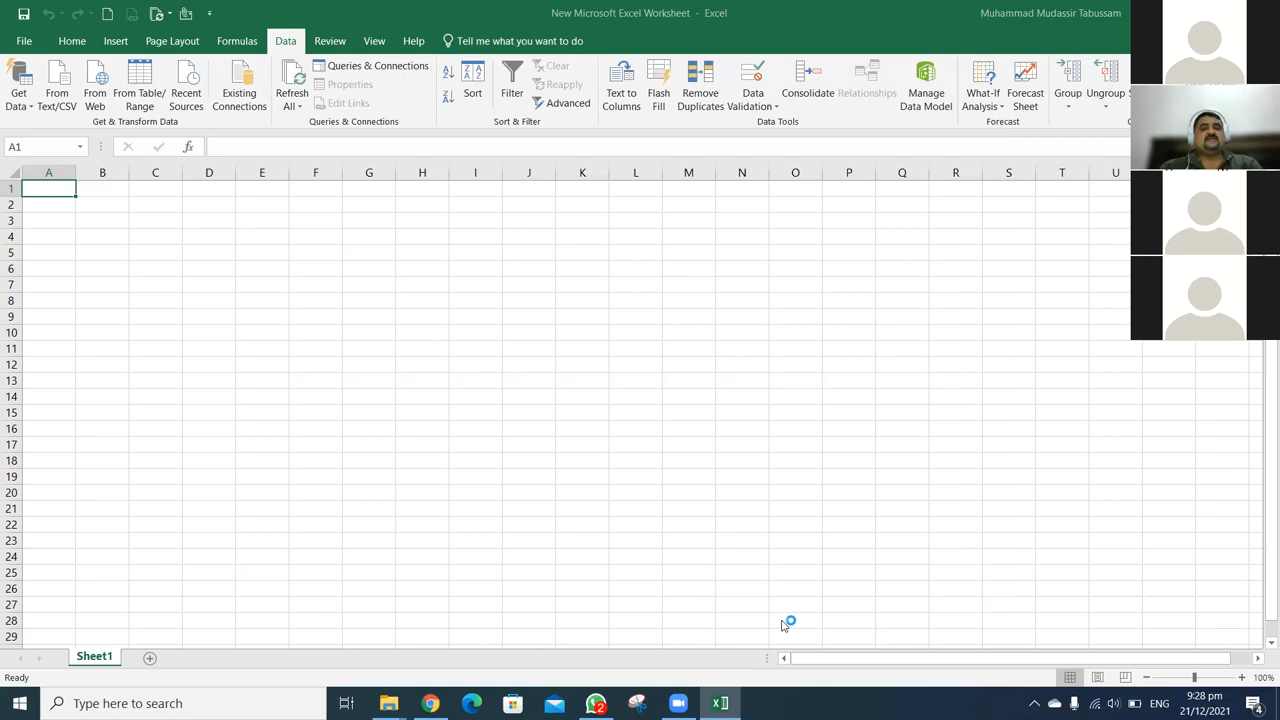 New Microsoft Excel Worksheet - Excel
Muhammad Mudassir Tabussam
File Home Insert Page Layout Formulas Data Review View Help Tell me what you want to do
Get Data
From Text/CSV
From Web
From Table/ Range
Recent Sources
Existing Connections
Get & Transform Data
Refresh All
Queries & Connections
Properties
Edit Links
Queries & Connections
Sort
Filter
Clear
Reapply
Advanced
Sort & Filter
Text to Columns
Flash Fill
Remove Duplicates
Data Validation
Consolidate
Relationships
Manage Data Model
Data Tools
What-If Analysis
Forecast Sheet
Forecast
Group
Ungroup
A1
fx
A B C D E F G H J K L M N O P Q R S T U
1
2
3
4
5
6
7
8
9
10
11
12
13
14
15
16
17
18
19
20
21
22
23
24
25
26
27
28
29
Sheet1
Ready
100%
Type here to search
2
9:28 pm
21/12/2021
4